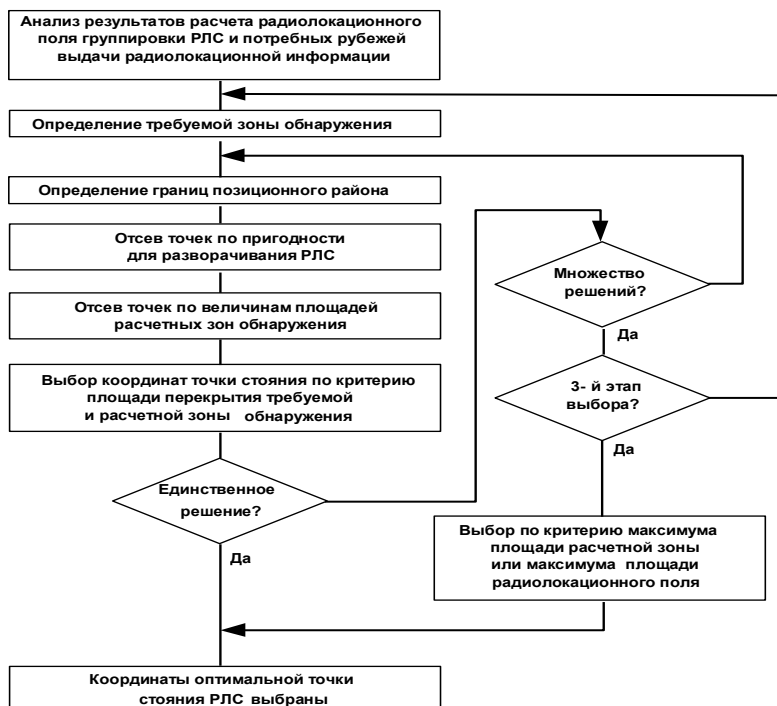 Анализ результатов расчета радиолокационного
поля группировки РЛС и потребных рубежей
выдачи радиолокационной информации
Определение требуемой зоны обнаружения
Определение границ позиционного района
Отсев точек по пригодности
для разворачивания РЛС
Отсев точек по величинам площадей
расчетных зон обнаружения
Выбор координат точки стояния по критерию
площади перекрытия требуемой
и расчетной зоны обнаружения
Единственное
решение?
Да
Множество
решений?
Да
3- й этап
выбора?
Да
Выбор по критерию максимума
площади расчетной зоны
или максимума площади
радиолокационного поля
Координаты оптимальной точки
стояния РЛС выбраны